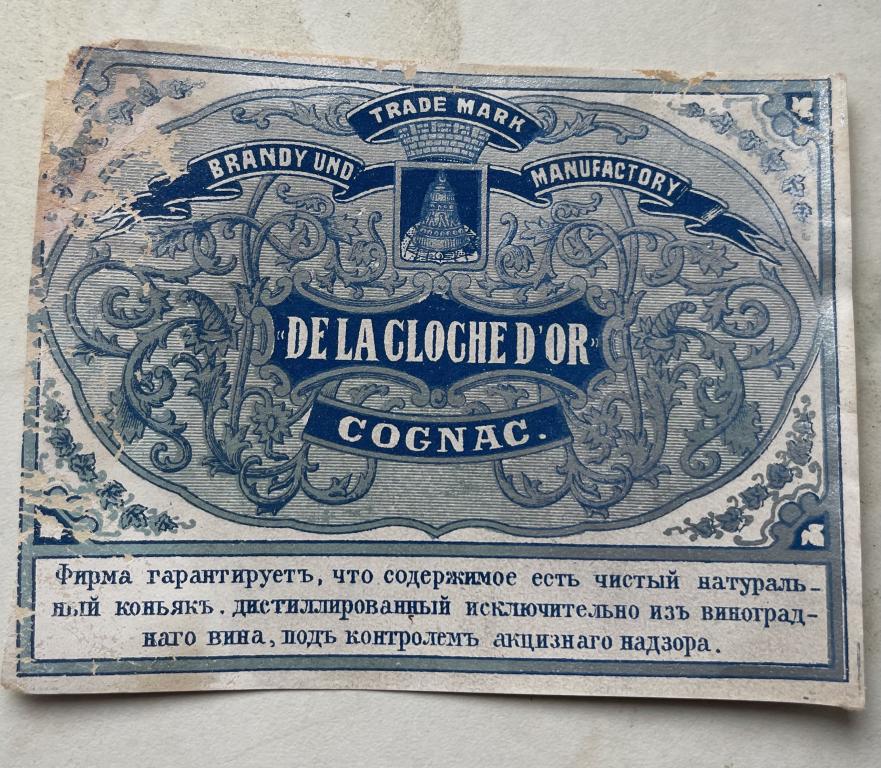 TRADE MARK
BRANDY UND MANUFACTORY
„DE LA CLOCHE D'OR”
COGNAC.
Фирма гарантируетъ, что содержимое есть чистый натураль-
ный коньякъ. дистиллированный исключительно изъ виноград-
наго вина, подъ контролемъ акцизнаго надзора.